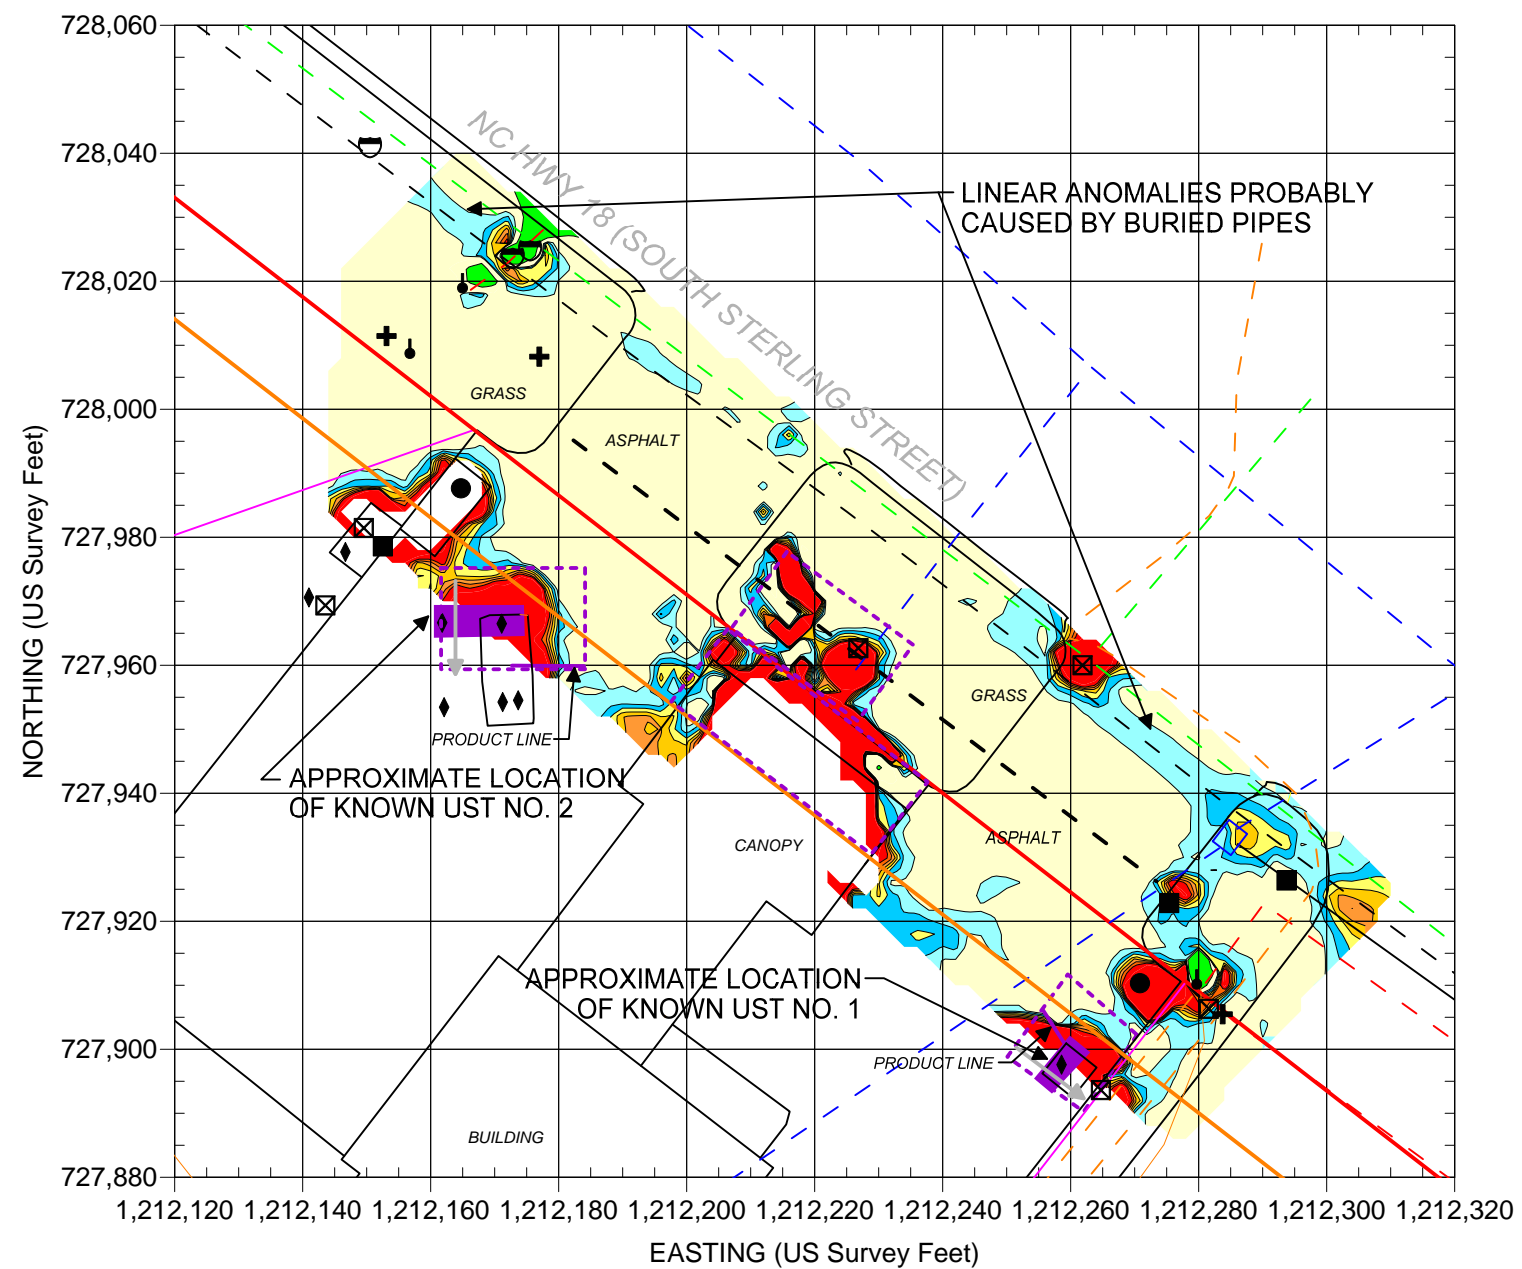 728,060
728,040
728,020
728,000
727,980
727,960
727,940
727,920
727,900
727,880
NORTHING (US Survey Feet)
NC HWY 18 (SOUTH STERLING STREET)
LINEAR ANOMALIES PROBABLY
CAUSED BY BURIED PIPES
GRASS
ASPHALT
GRASS
PRODUCT LINE
APPROXIMATE LOCATION
OF KNOWN UST NO. 2
CANOPY
ASPHALT
APPROXIMATE LOCATION
OF KNOWN UST NO. 1
PRODUCT LINE
BUILDING
1,212,120 1,212,140 1,212,160 1,212,180 1,212,200 1,212,220 1,212,240 1,212,260 1,212,280 1,212,300 1,212,320
EASTING (US Survey Feet)